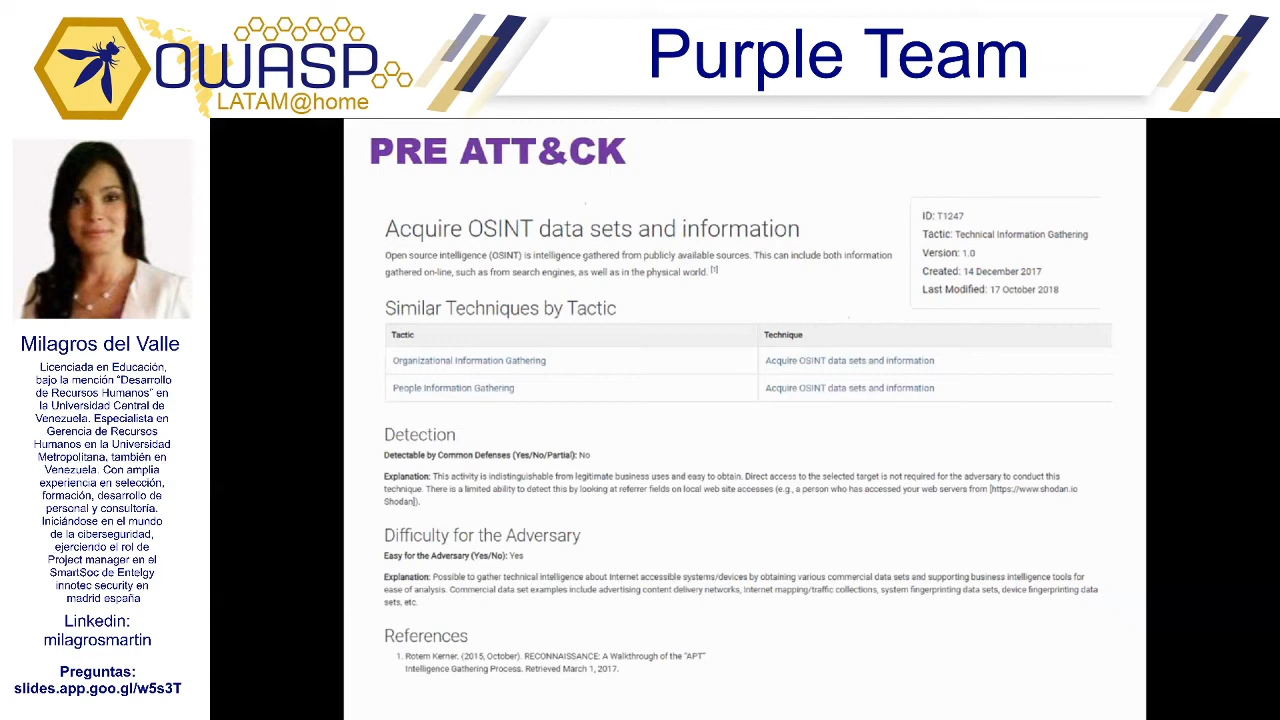 OWASP
LATAM@home
Purple Team
Milagros del Valle
Licenciada en Educación,
bajo la mención “Desarrollo
de Recursos Humanos” en
la Universidad Central de
Venezuela. Especialista en
Gerencia de Recursos
Humanos en la Universidad
Metropolitana, también en
Venezuela. Con amplia
experiencia en selección,
formación, desarrollo de
personal y consultoría.
Iniciándose en el mundo
de la ciberseguridad,
ejerciendo el rol de
Project manager en el
SmartSoc de Entelgy
innotec security en
madrid españa
Linkedin:
milagrosmartin
Preguntas:
slides.app.goo.gl/w5s3T
PRE ATT&CK
Acquire OSINT data sets and information
Open source intelligence (OSINT) is intelligence gathered from publicly available sources. This can include both information
gathered on-line, such as from search engines, as well as in the physical world. [1]
ID: T1247
Tactic: Technical Information Gathering
Version: 1.0
Created: 14 December 2017
Last Modified: 17 October 2018
Similar Techniques by Tactic
Tactic Technique
Organizational Information Gathering Acquire OSINT data sets and information
People Information Gathering Acquire OSINT data sets and information
Detection
Detectable by Common Defenses (Yes/No/Partial): No
Explanation: This activity is indistinguishable from legitimate business uses and easy to obtain. Direct access to the selected target is not required for the adversary to conduct this
technique. There is a limited ability to detect this by looking at referrer fields on local web site accesses (e.g., a person who has accessed your web servers from [https://www.shodan.io
Shodan]).
Difficulty for the Adversary
Easy for the Adversary (Yes/No): Yes
Explanation: Possible to gather technical intelligence about Internet accessible systems/devices by obtaining various commercial data sets and supporting business intelligence tools for
ease of analysis. Commercial data set examples include advertising content delivery networks, Internet mapping/traffic collections, system fingerprinting data sets, device fingerprinting data
sets, etc.
References
1. Rotem Kerner. (2015, October). RECONNAISSANCE: A Walkthrough of the “APT”
Intelligence Gathering Process. Retrieved March 1, 2017.